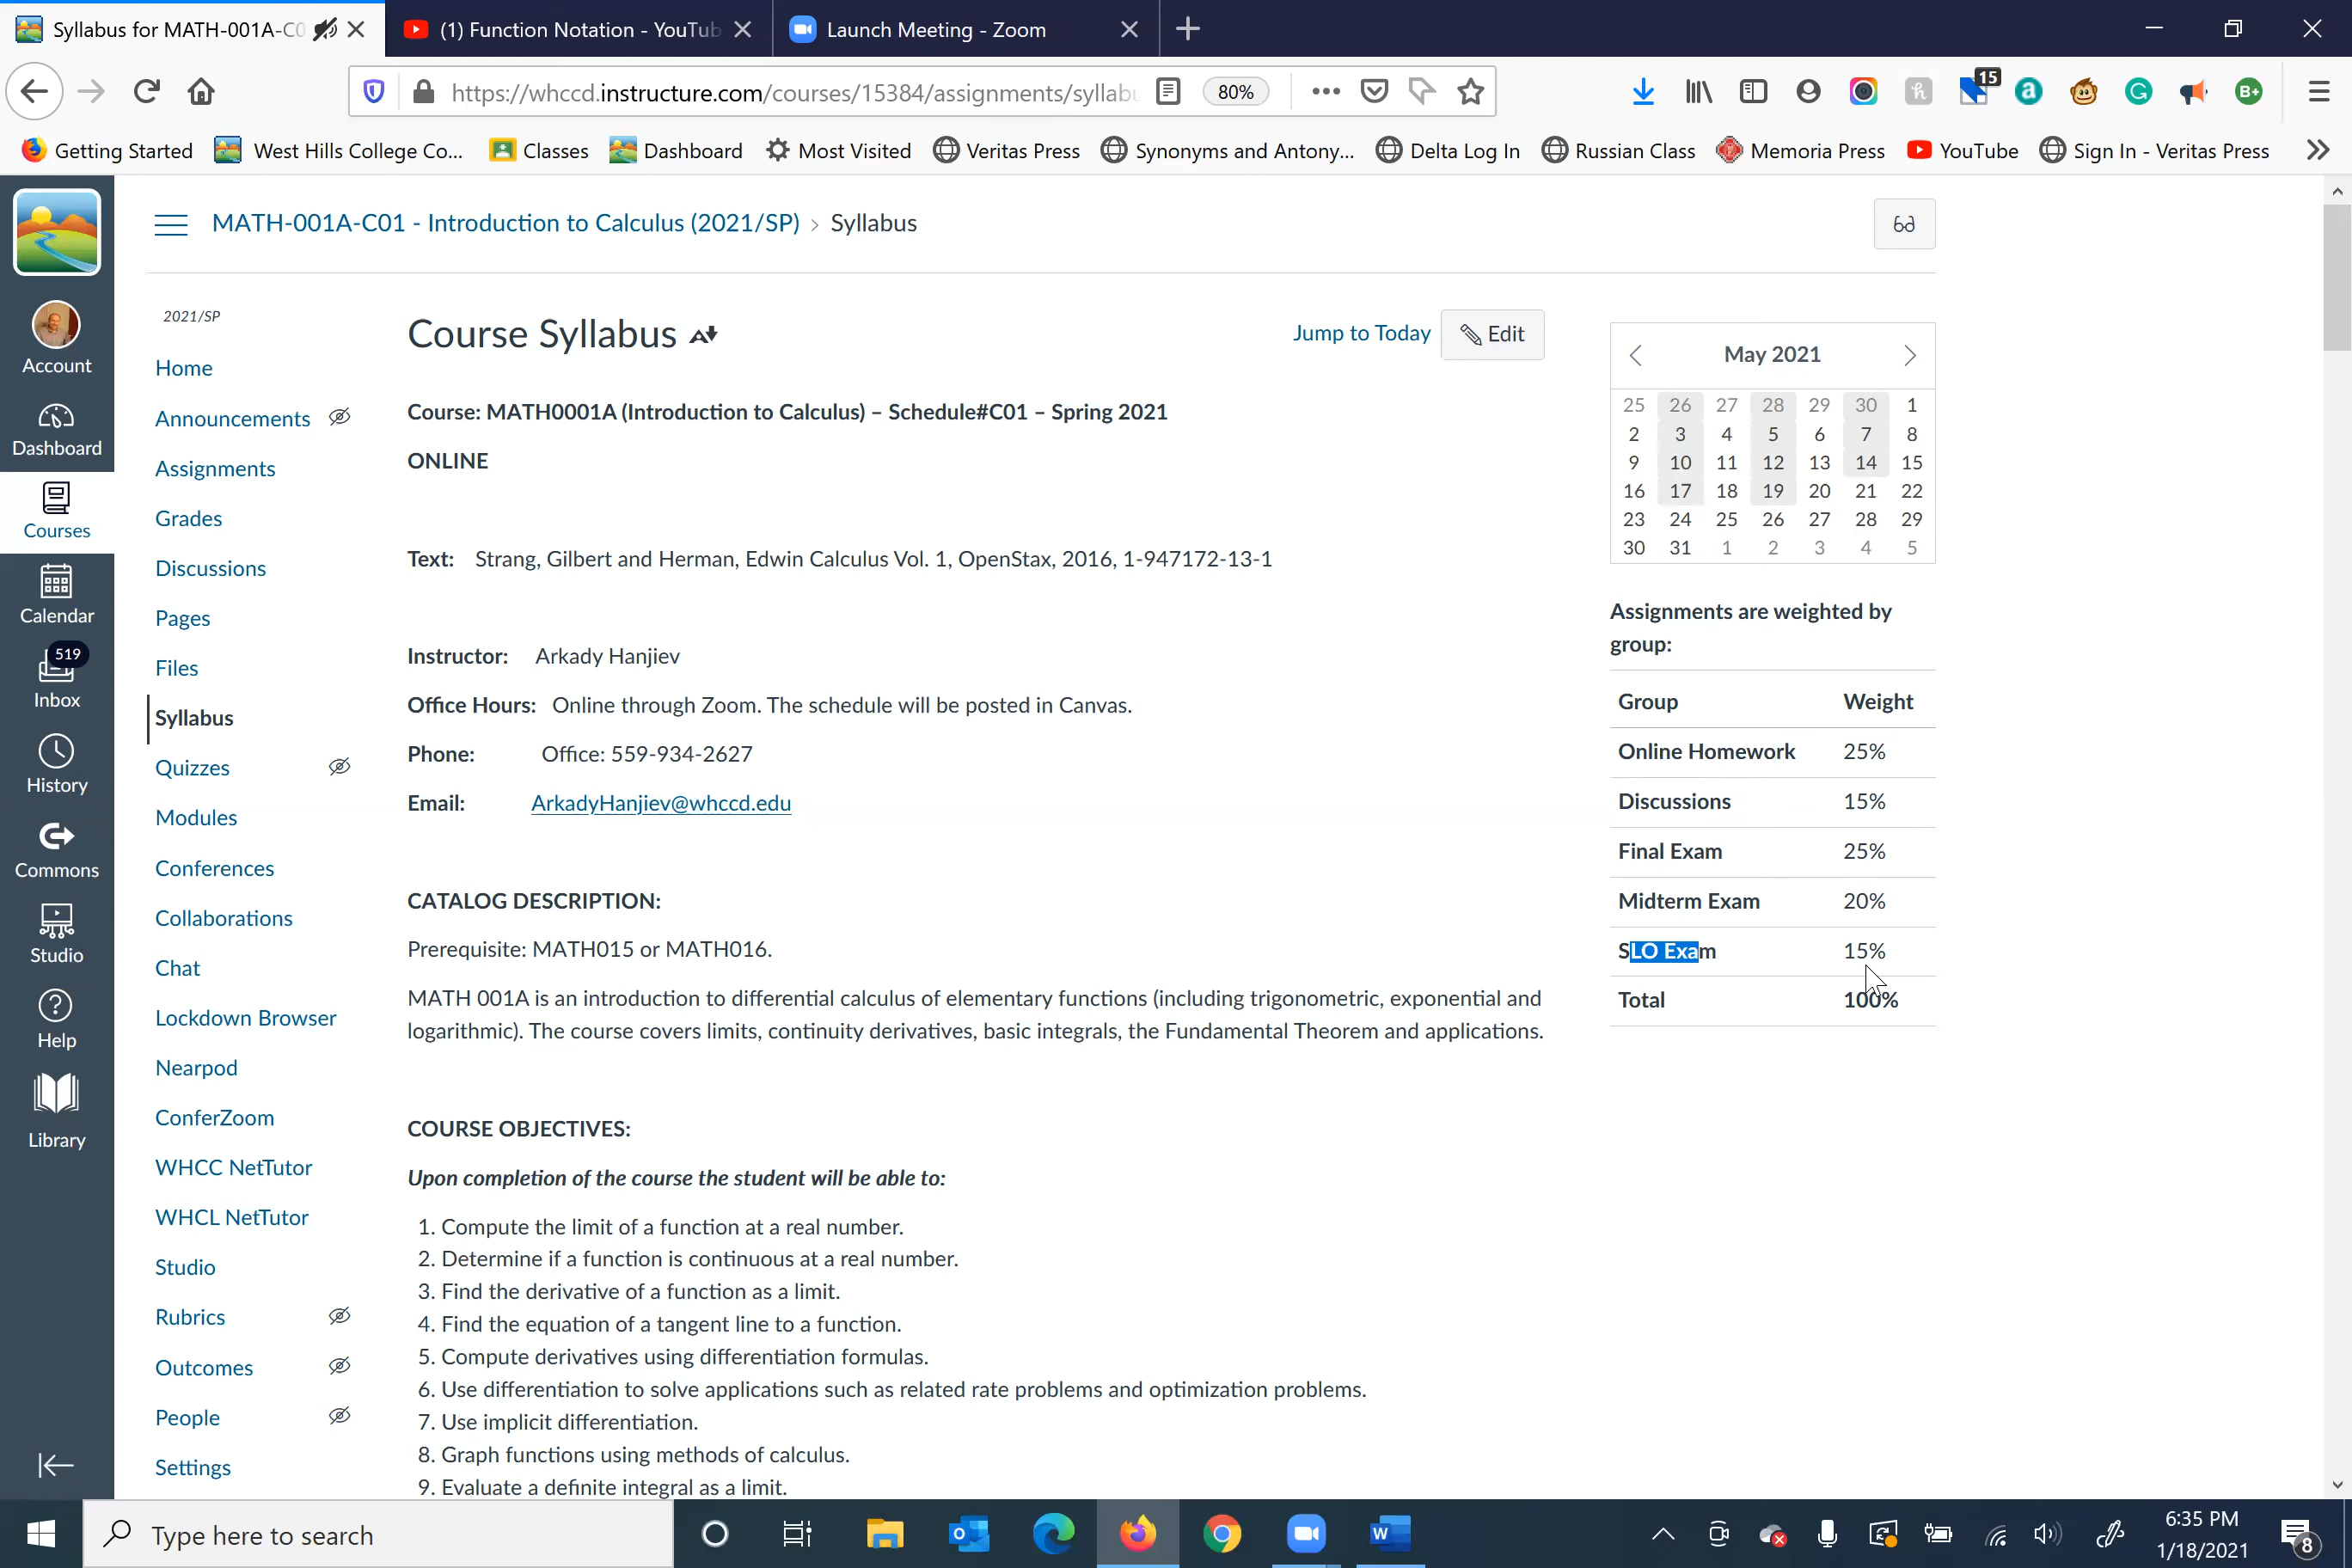 Syllabus for MATH-001A-C0
(1) Function Notation - YouTub
Launch Meeting - Zoom
https://whccd.instructure.com/courses/15384/assignments/syllabu
80%
15
Getting Started
West Hills College Co...
Classes
Dashboard
Most Visited
Veritas Press
Synonyms and Antony...
Delta Log In
Russian Class
Memoria Press
YouTube
Sign In - Veritas Press
MATH-001A-C01 - Introduction to Calculus (2021/SP) > Syllabus
Account
Dashboard
Courses
Calendar
519
Inbox
History
Commons
Studio
Help
Library
2021/SP
Home
Announcements
Assignments
Grades
Discussions
Pages
Files
Syllabus
Quizzes
Modules
Conferences
Collaborations
Chat
Lockdown Browser
Nearpod
ConferZoom
WHCC NetTutor
WHCL NetTutor
Studio
Rubrics
Outcomes
People
Settings
Course Syllabus
Jump to Today
Edit
Course: MATH0001A (Introduction to Calculus) – Schedule#C01 – Spring 2021
ONLINE
Text: Strang, Gilbert and Herman, Edwin Calculus Vol. 1, OpenStax, 2016, 1-947172-13-1
Instructor: Arkady Hanjiev
Office Hours: Online through Zoom. The schedule will be posted in Canvas.
Phone: Office: 559-934-2627
Email: ArkadyHanjiev@whccd.edu
CATALOG DESCRIPTION:
Prerequisite: MATH015 or MATH016.
MATH 001A is an introduction to differential calculus of elementary functions (including trigonometric, exponential and
logarithmic). The course covers limits, continuity derivatives, basic integrals, the Fundamental Theorem and applications.
COURSE OBJECTIVES:
Upon completion of the course the student will be able to:
1. Compute the limit of a function at a real number.
2. Determine if a function is continuous at a real number.
3. Find the derivative of a function as a limit.
4. Find the equation of a tangent line to a function.
5. Compute derivatives using differentiation formulas.
6. Use differentiation to solve applications such as related rate problems and optimization problems.
7. Use implicit differentiation.
8. Graph functions using methods of calculus.
9. Evaluate a definite integral as a limit.
May 2021
25 26 27 28 29 30 1
2 3 4 5 6 7 8
9 10 11 12 13 14 15
16 17 18 19 20 21 22
23 24 25 26 27 28 29
30 31 1 2 3 4 5
Assignments are weighted by
group:
Group Weight
Online Homework 25%
Discussions 15%
Final Exam 25%
Midterm Exam 20%
SLO Exam 15%
Total 100%
Type here to search
6:35 PM
1/18/2021
8